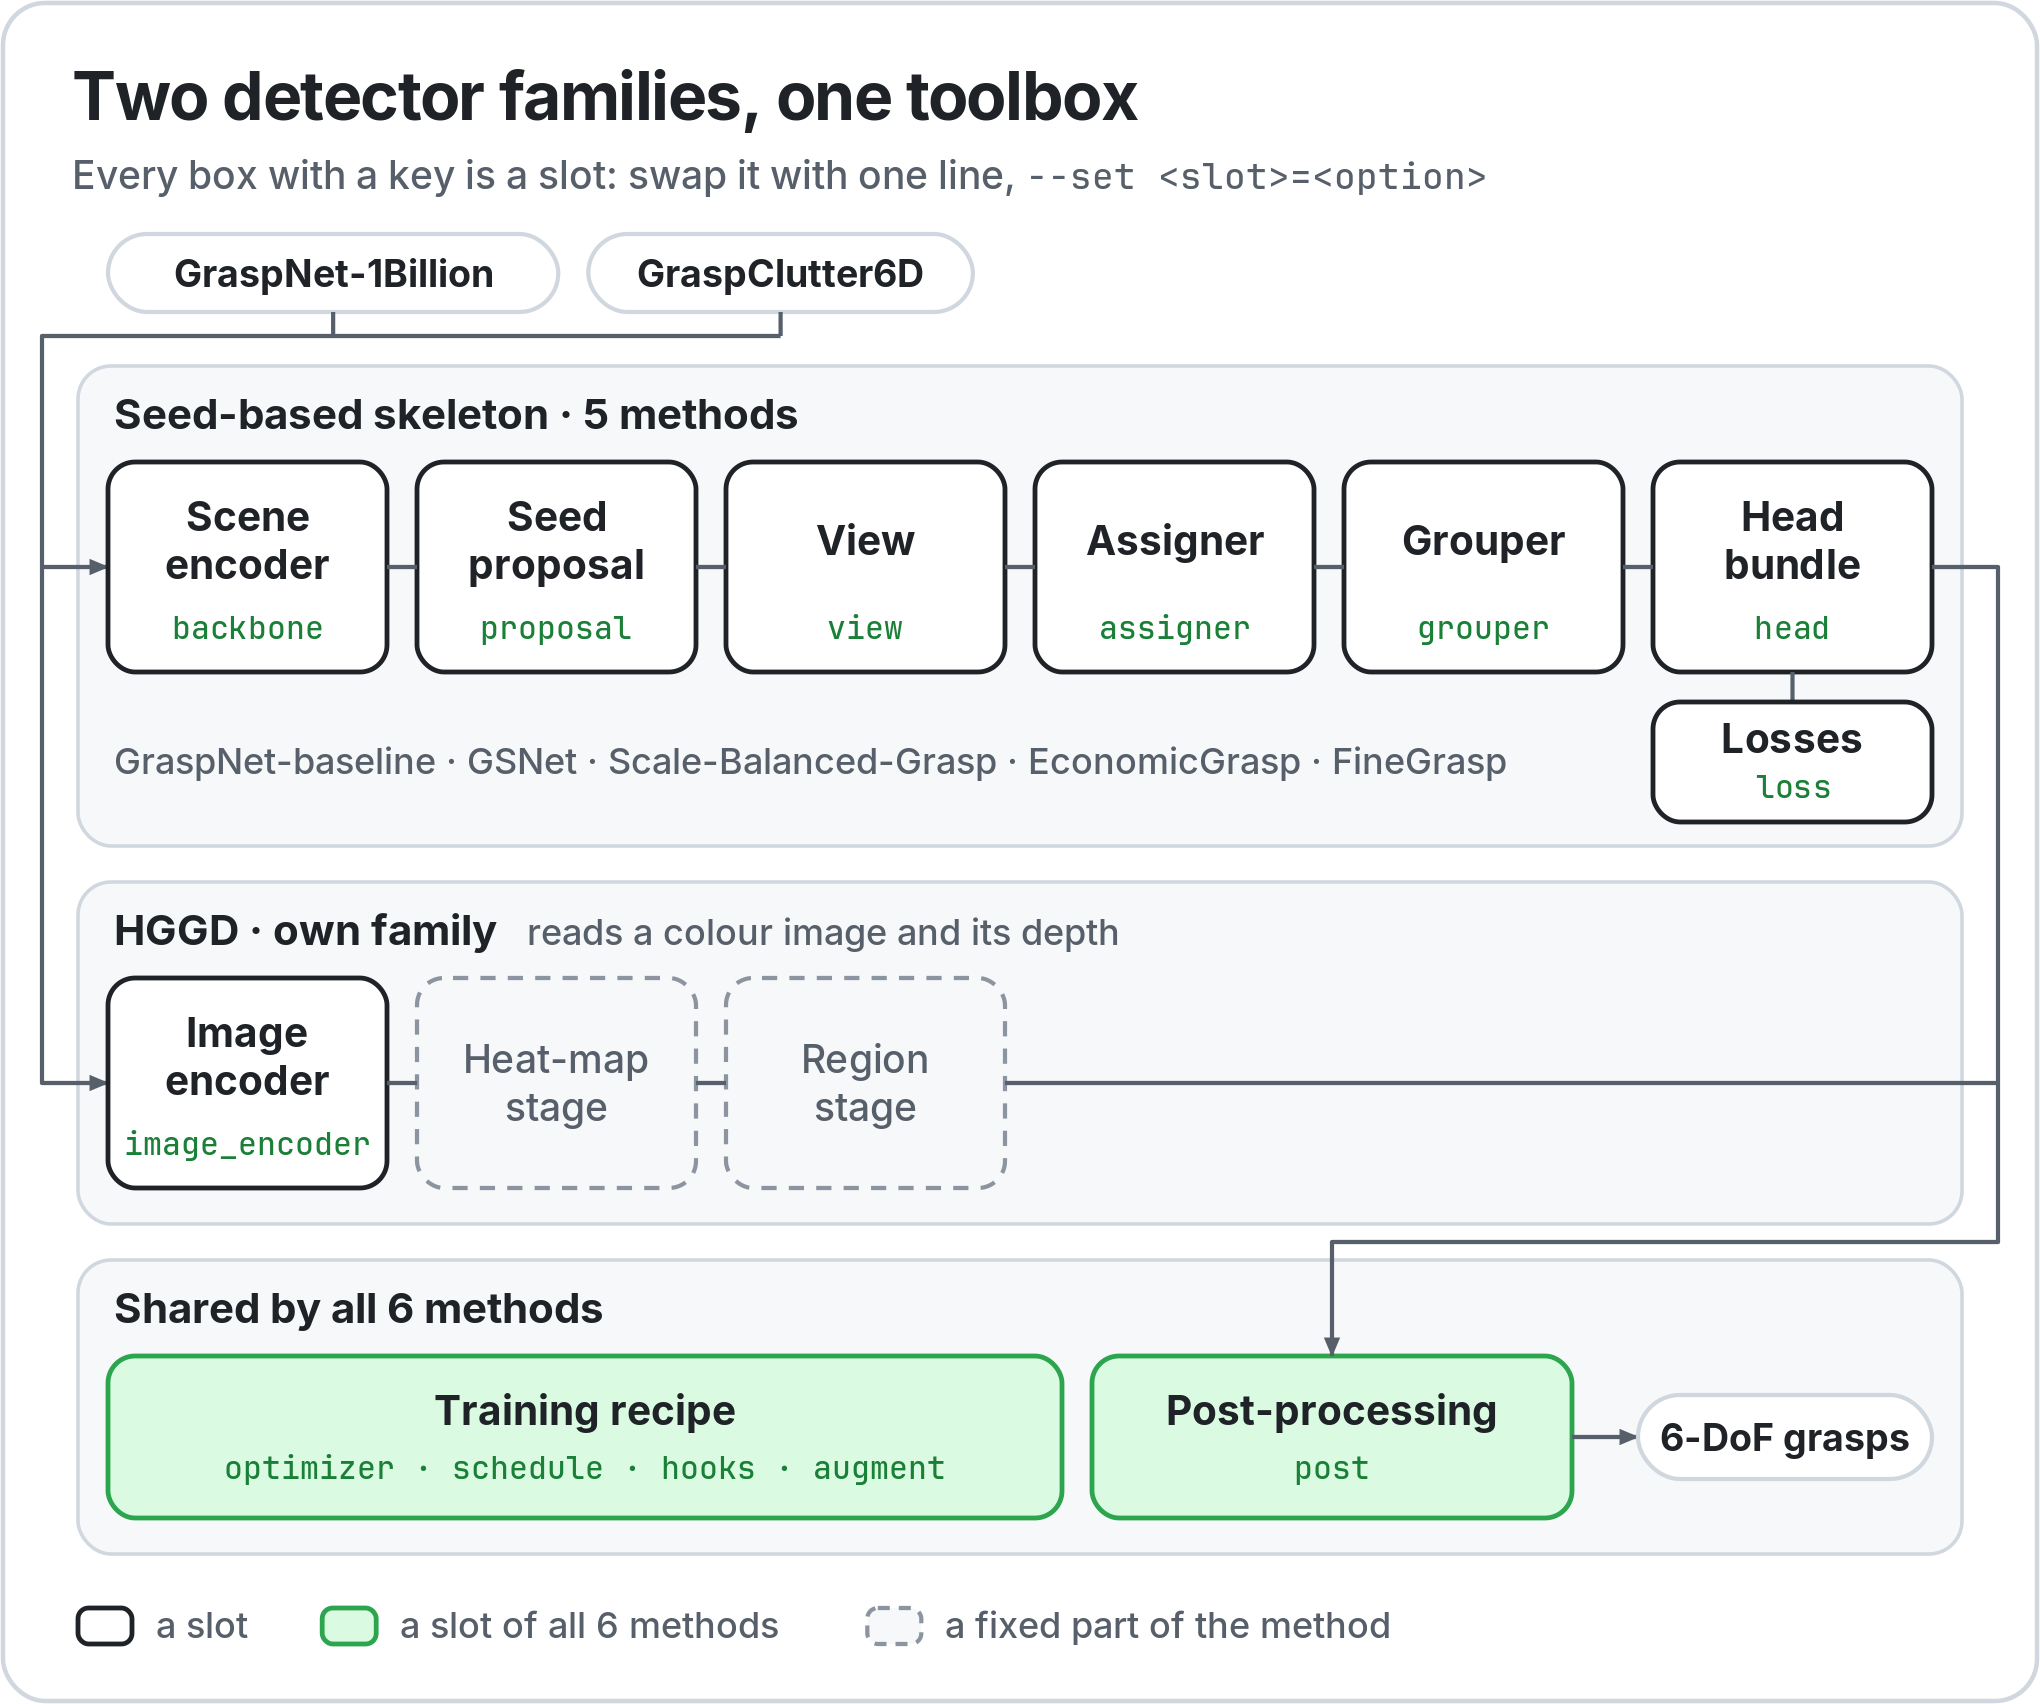 Two detector families, one toolbox
Every box with a key is a slot: swap it with one line, --set <slot>=<option>
GraspNet-1Billion
GraspClutter6D
Seed-based skeleton · 5 methods
Scene
encoder
backbone
Seed
proposal
proposal
View
view
Assigner
assigner
Grouper
grouper
Head
bundle
head
Losses
loss
GraspNet-baseline · GSNet · Scale-Balanced-Grasp · EconomicGrasp · FineGrasp
HGGD · own family reads a colour image and its depth
Image
encoder
image_encoder
Heat-map
stage
Region
stage
Shared by all 6 methods
Training recipe
optimizer · schedule · hooks · augment
Post-processing
post
6-DoF grasps
a slot
a slot of all 6 methods
a fixed part of the method